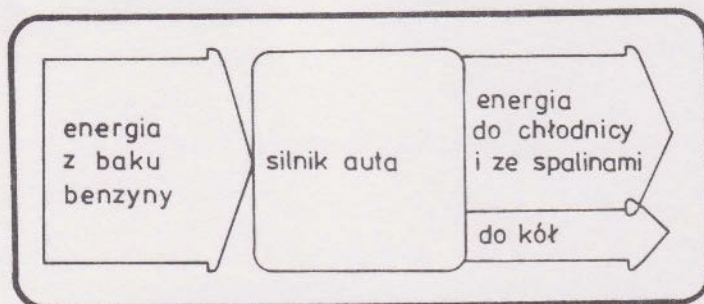 energia
z baku
benzyny
silnik auta
energia
do chłodnicy
i ze spalinami
do kół